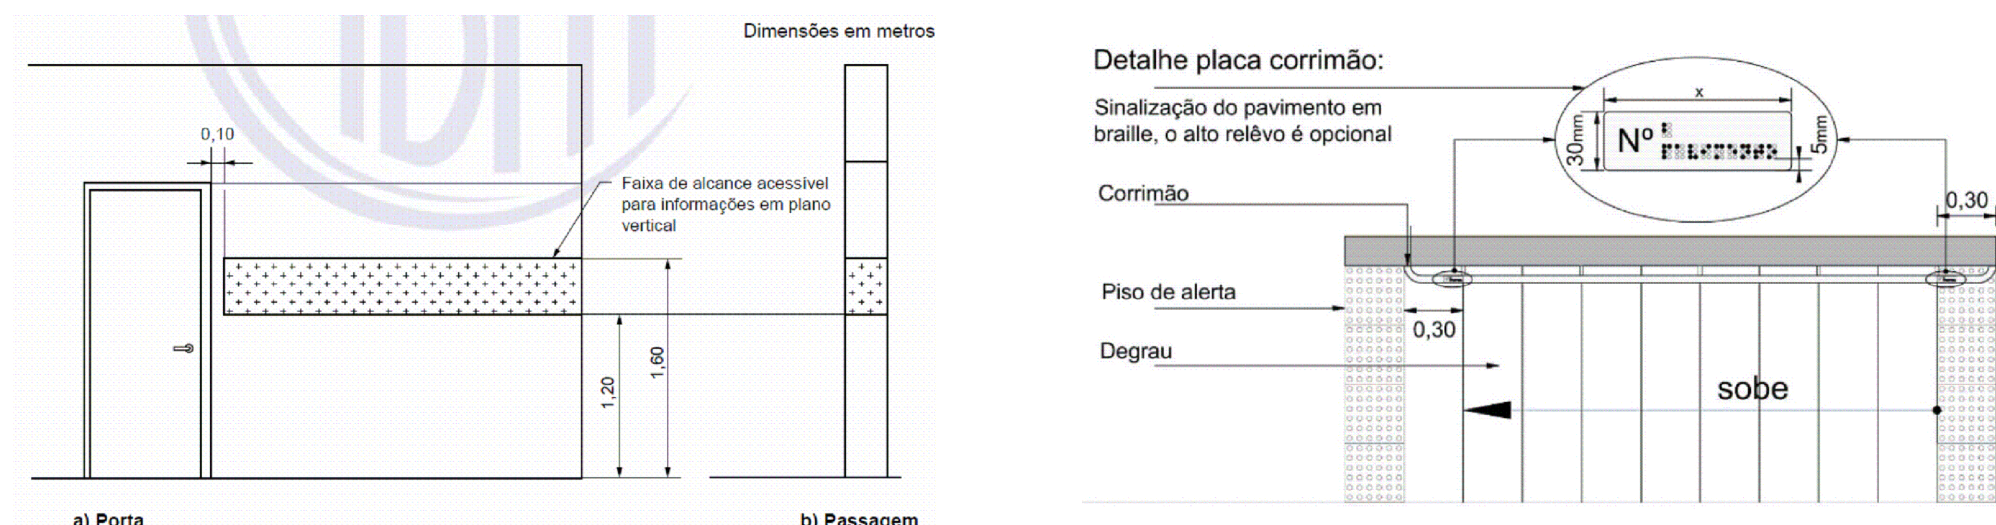 Dimensões em metros
0,10
Faixa de alcance acessível
para informações em plano
vertical
1,20
1,60
a) Porta
b) Passagem
Detalhe placa corrimão:
Sinalização do pavimento em
braille, o alto relêvo é opcional
x
30mm
Nº
5mm
Corrimão
0,30
Piso de alerta
0,30
Degrau
sobe